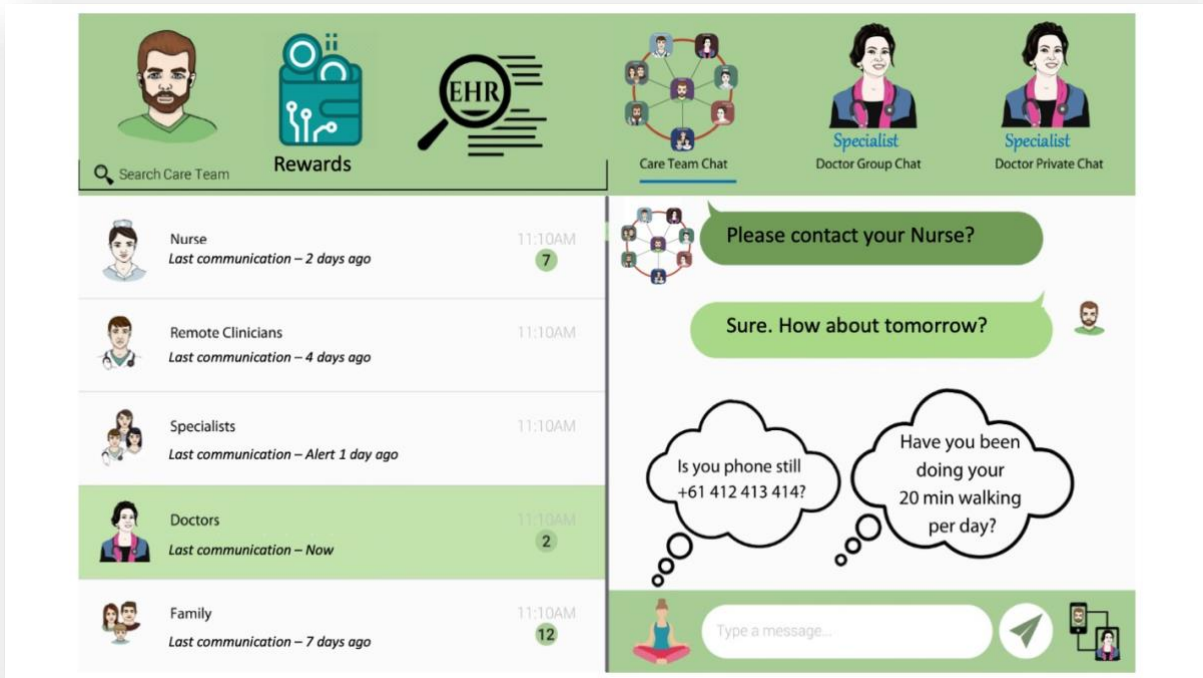 EHR
Rewards
Search Care Team
Care Team Chat
Specialist
Doctor Group Chat
Specialist
Doctor Private Chat
Nurse
11:10AM
Last communication – 2 days ago
7
Remote Clinicians
11:10AM
Last communication – 4 days ago
Specialists
11:10AM
Last communication – Alert 1 day ago
Doctors
11:10AM
Last communication – Now
2
Family
11:10AM
Last communication – 7 days ago
12
Please contact your Nurse?
Sure. How about tomorrow?
Is you phone still
+61 412 413 414?
Have you been
doing your
20 min walking
per day?
Type a message...